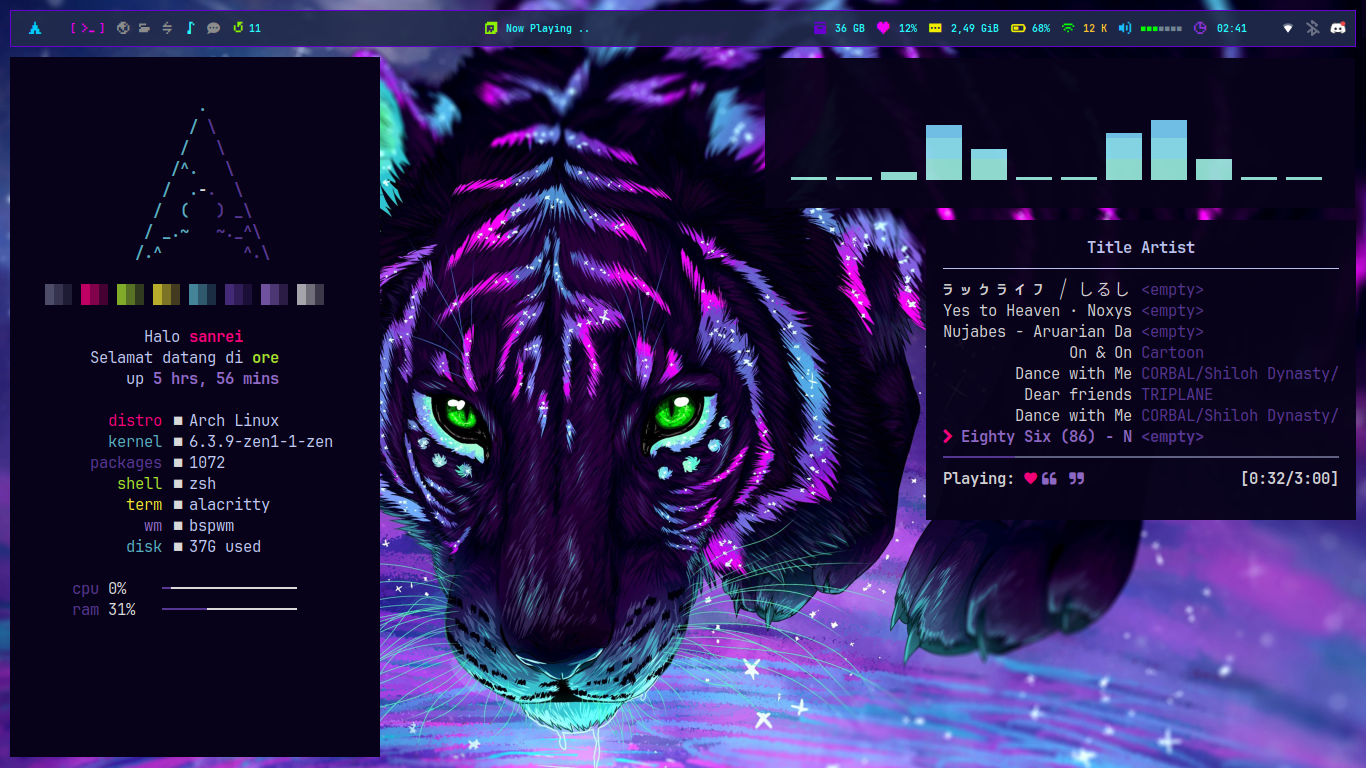 [ >_ ] 11 Now Playing .. 36 GB 12% 2,49 GiB 68% 12 K 02:41
Halo sanrei
Selamat datang di ore
up 5 hrs, 56 mins
distro ■ Arch Linux
kernel ■ 6.3.9-zen1-1-zen
packages ■ 1072
shell ■ zsh
term ■ alacritty
wm ■ bspwm
disk ■ 37G used
cpu 0%
ram 31%
Title Artist
ラックライフ / しるし <empty>
Yes to Heaven · Noxys <empty>
Nujabes - Aruarian Da <empty>
On & On Cartoon
Dance with Me CORBAL/Shiloh Dynasty/
Dear friends TRIPLANE
Dance with Me CORBAL/Shiloh Dynasty/
Eighty Six (86) - N <empty>
Playing: ❤❝ ❞ [0:32/3:00]